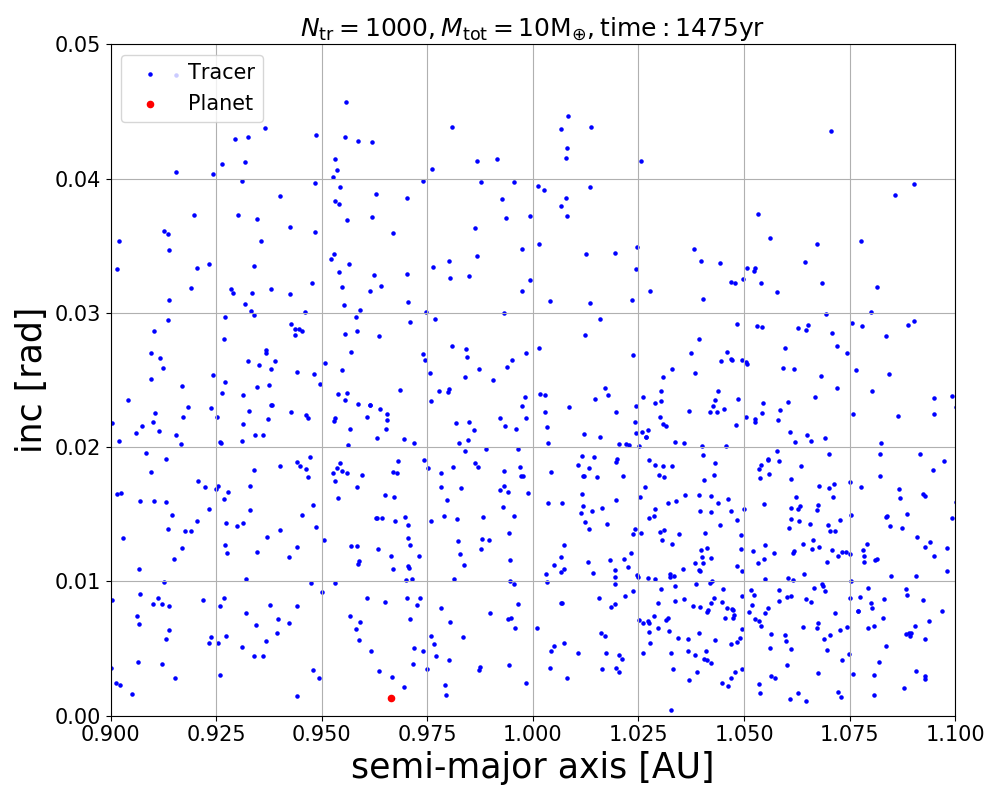 N_tr = 1000, M_tot = 10M_⊕, time : 1475yr
Tracer
Planet
0.05
0.04
0.03
0.02
0.01
0.00
inc [rad]
0.900 0.925 0.950 0.975 1.000 1.025 1.050 1.075 1.100
semi-major axis [AU]